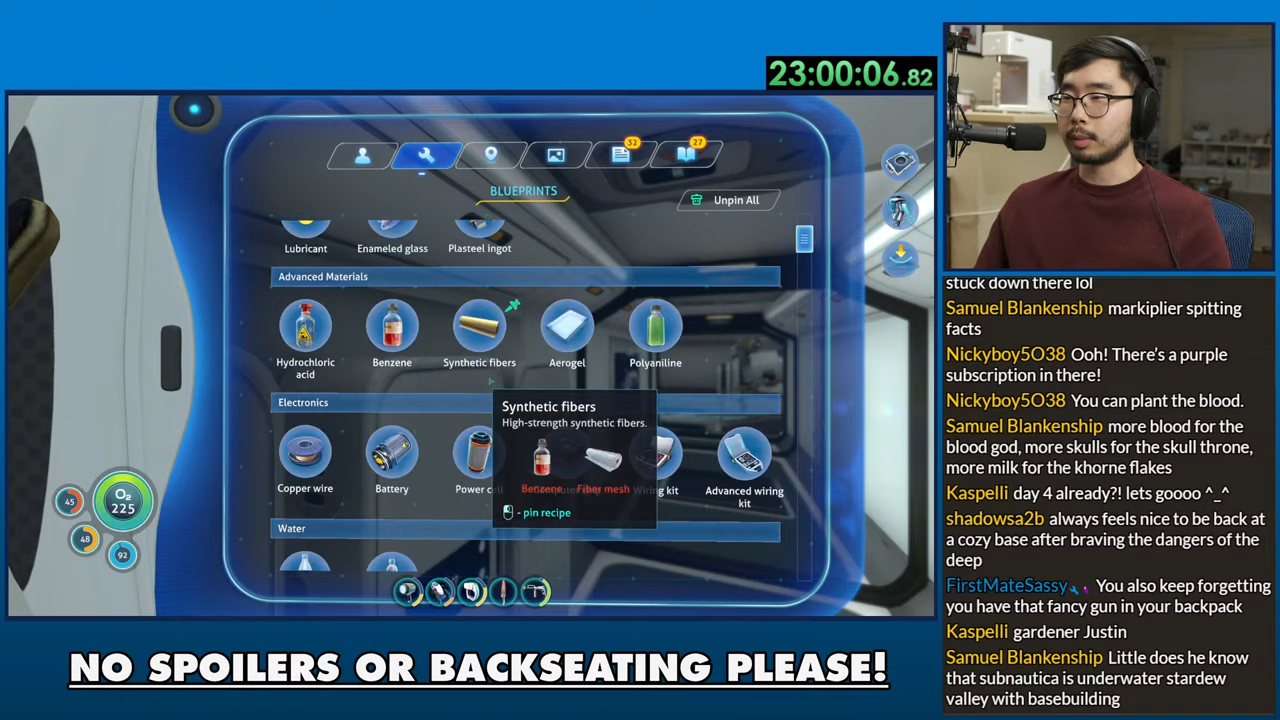 23:00:06.82
32
27
BLUEPRINTS
Unpin All
Lubricant
Enameled glass
Plasteel ingot
Advanced Materials
Hydrochloric
acid
Benzene
Synthetic fibers
Aerogel
Polyaniline
Electronics
Synthetic fibers
High-strength synthetic fibers.
Benzene
Fiber mesh
- pin recipe
Copper wire
Battery
Power cell
Wiring kit
Advanced wiring
kit
Water
O₂
225
45
48
92
NO SPOILERS OR BACKSEATING PLEASE!
stuck down there lol
Samuel Blankenship markiplier spitting
facts
Nickyboy5O38 Ooh! There's a purple
subscription in there!
Nickyboy5O38 You can plant the blood.
Samuel Blankenship more blood for the
blood god, more skulls for the skull throne,
more milk for the khorne flakes
Kaspelli day 4 already?! lets goooo ^_^
shadowsa2b always feels nice to be back at
a cozy base after braving the dangers of the
deep
FirstMateSassy You also keep forgetting
you have that fancy gun in your backpack
Kaspelli gardener Justin
Samuel Blankenship Little does he know
that subnautica is underwater stardew
valley with basebuilding